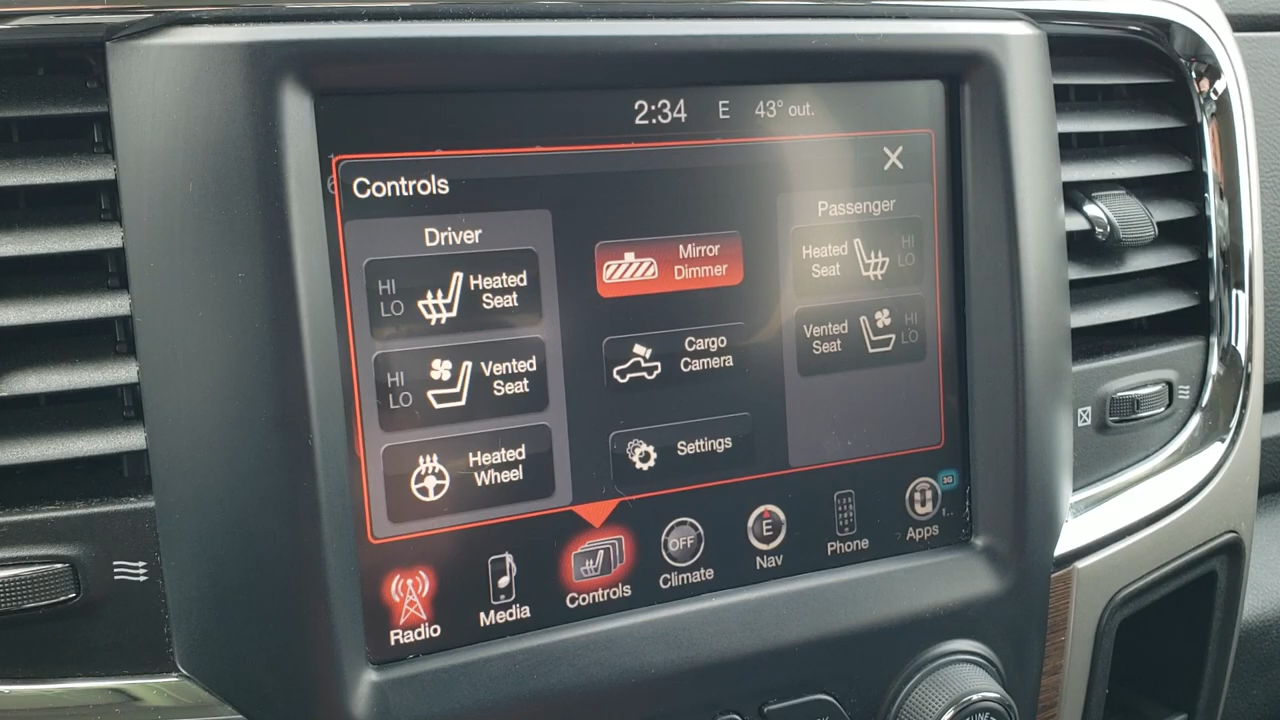 2:34 E 43° out.
Controls
Driver
HI
LO
Heated
Seat
HI
LO
Vented
Seat
Heated
Wheel
Mirror
Dimmer
Cargo
Camera
Settings
Passenger
Heated
Seat
HI
LO
Vented
Seat
HI
LO
Radio
Media
Controls
OFF
Climate
E
Nav
Phone
3G
Apps